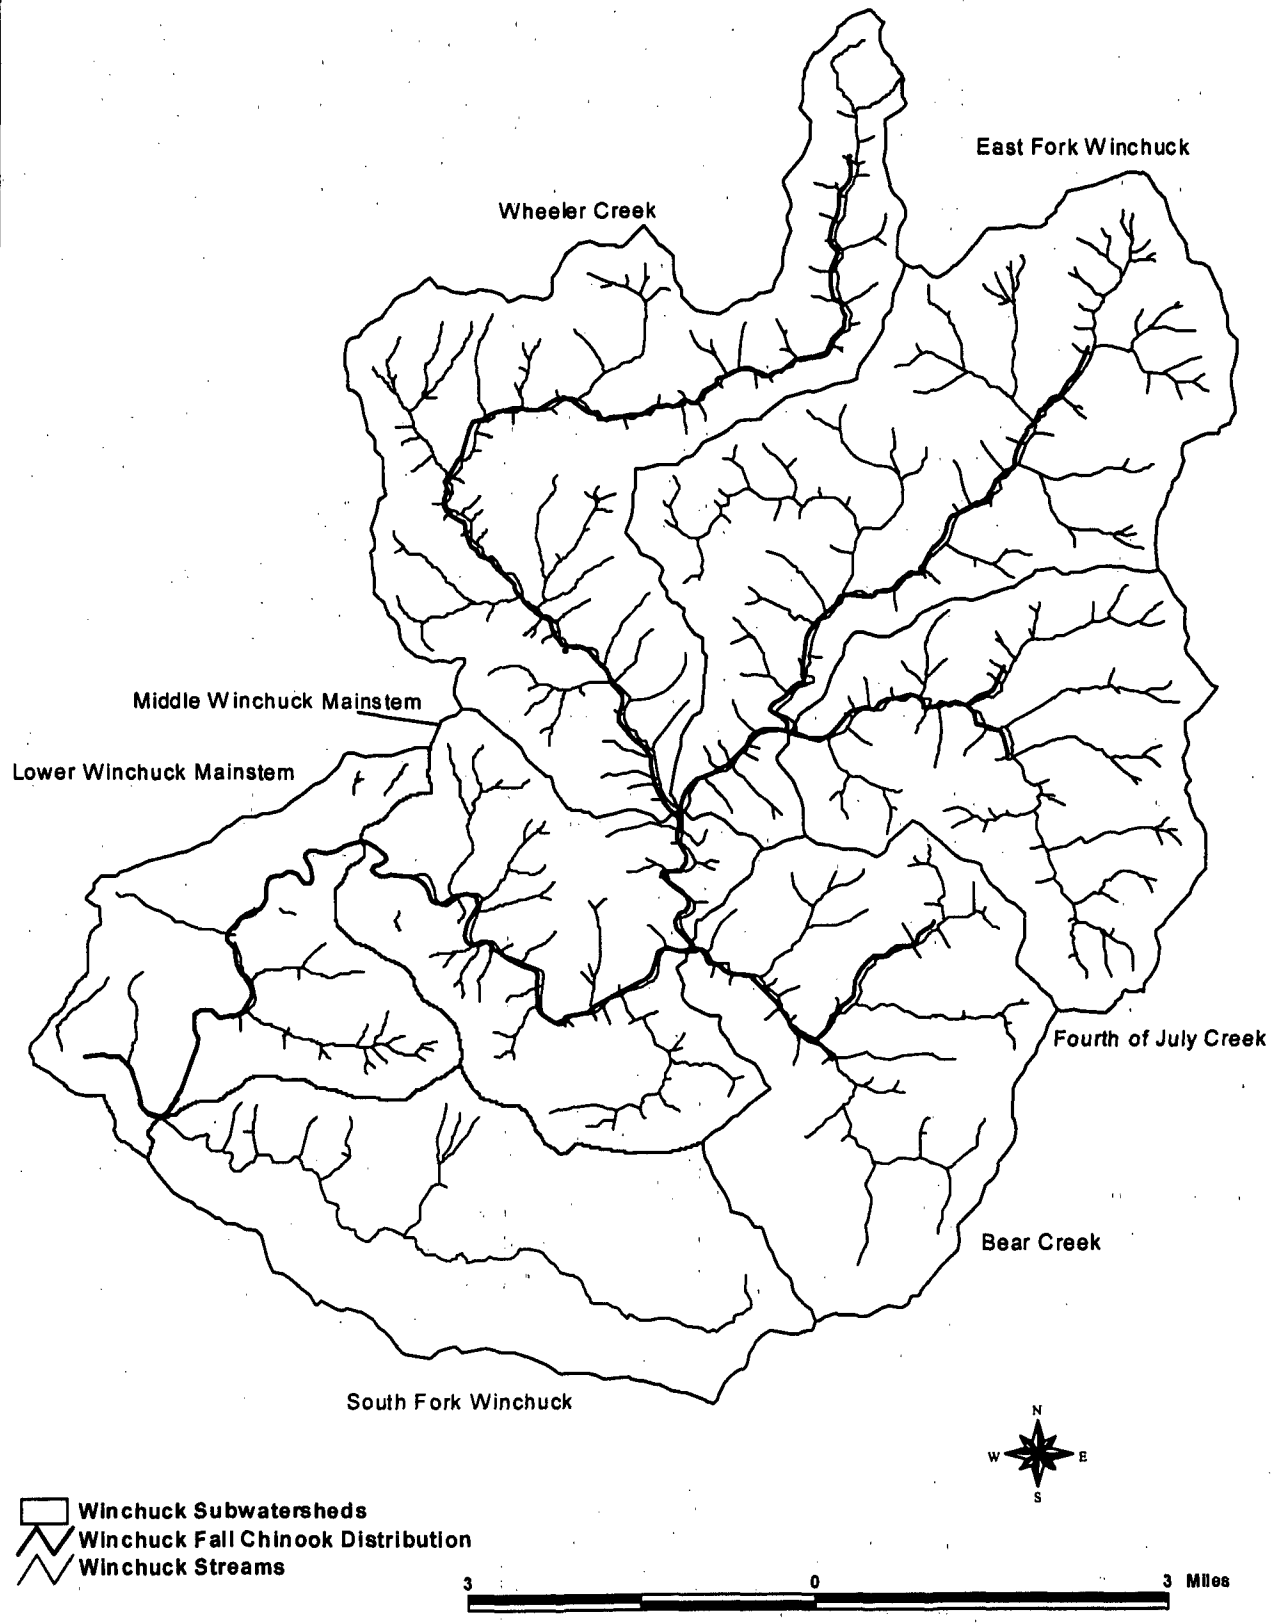 East Fork Winchuck
Wheeler Creek
Middle Winchuck Mainstem
Lower Winchuck Mainstem
Fourth of July Creek
Bear Creek
South Fork Winchuck
N
W E
S
Winchuck Subwatersheds
Winchuck Fall Chinook Distribution
Winchuck Streams
3 0 3 Miles